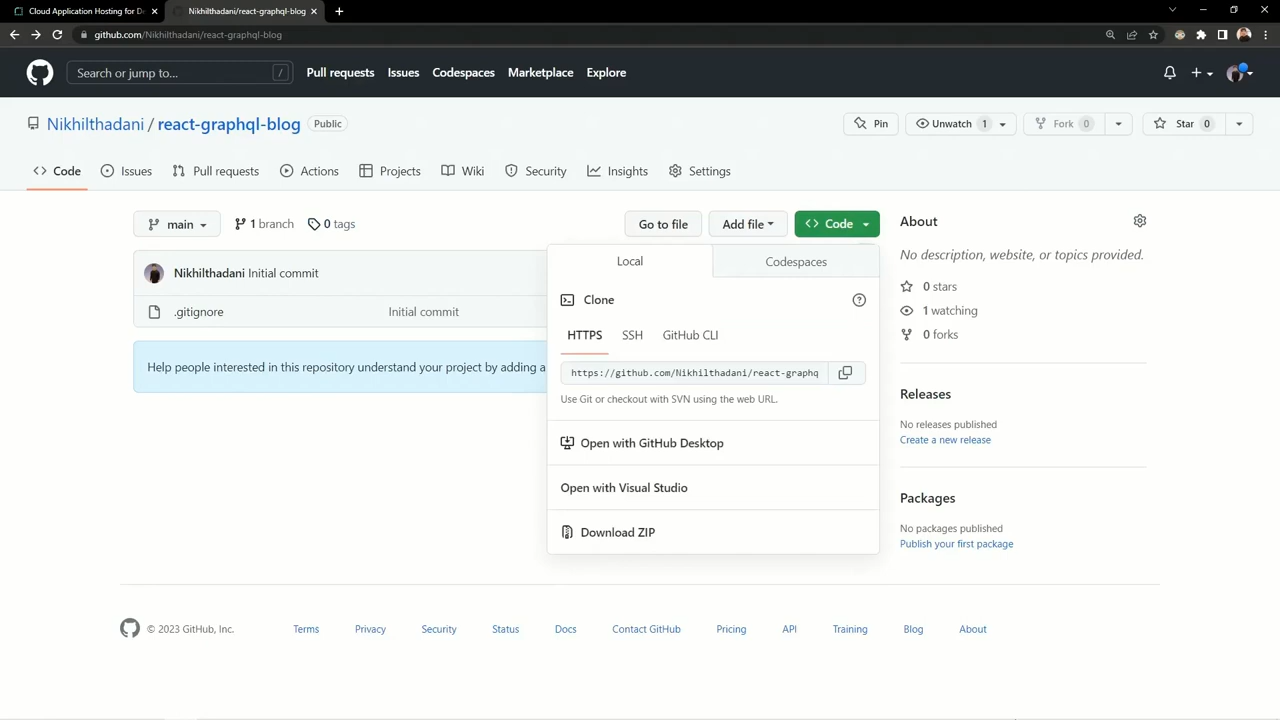 Cloud Application Hosting for De
Nikhilthadani/react-graphql-blog
github.com/Nikhilthadani/react-graphql-blog
Search or jump to... /
Pull requests Issues Codespaces Marketplace Explore
Nikhilthadani / react-graphql-blog Public
Pin Unwatch 1 Fork 0 Star 0
Code Issues Pull requests Actions Projects Wiki Security Insights Settings
main 1 branch 0 tags Go to file Add file Code
Nikhilthadani Initial commit
.gitignore Initial commit
Help people interested in this repository understand your project by adding a
Local Codespaces
Clone
HTTPS SSH GitHub CLI
https://github.com/Nikhilthadani/react-graphq
Use Git or checkout with SVN using the web URL.
Open with GitHub Desktop
Open with Visual Studio
Download ZIP
About
No description, website, or topics provided.
0 stars
1 watching
0 forks
Releases
No releases published
Create a new release
Packages
No packages published
Publish your first package
© 2023 GitHub, Inc. Terms Privacy Security Status Docs Contact GitHub Pricing API Training Blog About